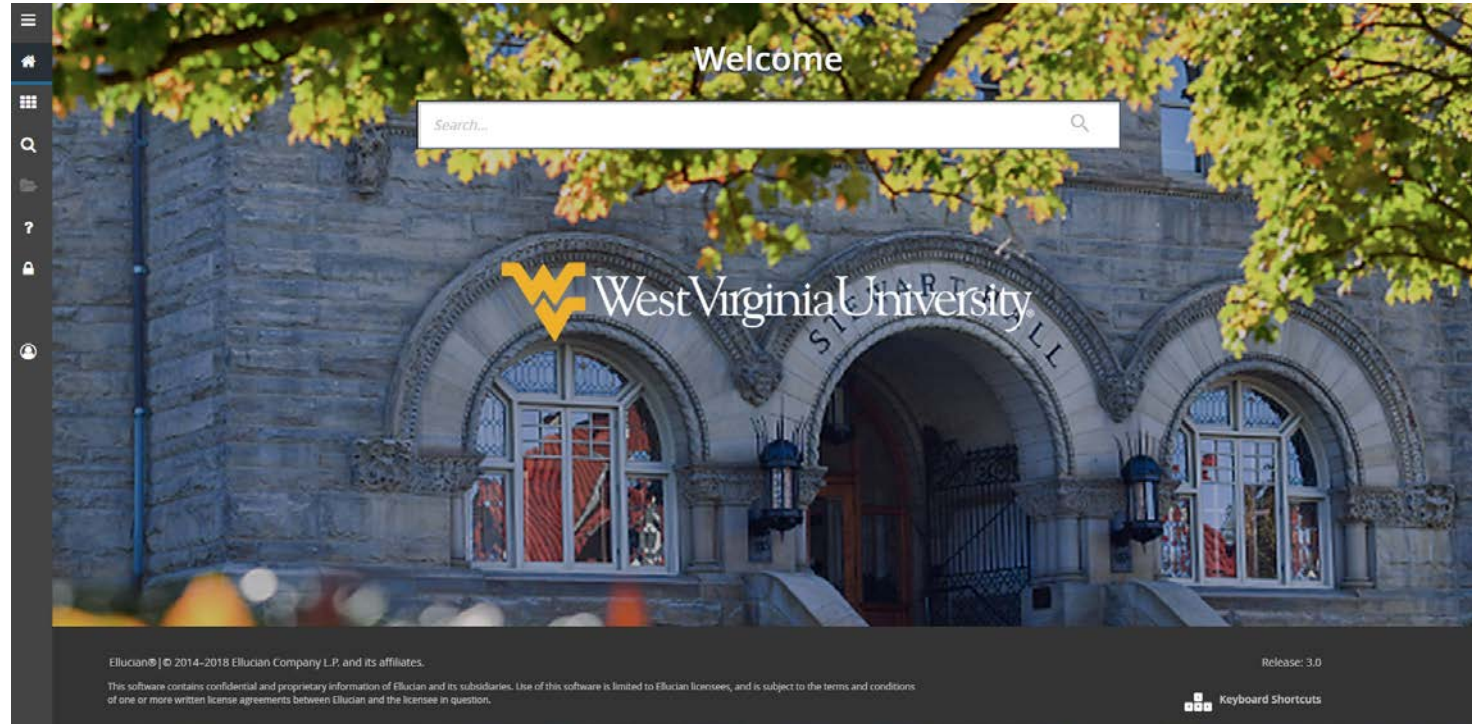 Welcome
Search...
West Virginia University®
STEWART HALL
Ellucian®|© 2014–2018 Ellucian Company L.P. and its affiliates.
Release: 3.0
This software contains confidential and proprietary information of Ellucian and its subsidiaries. Use of this software is limited to Ellucian licensees, and is subject to the terms and conditions
of one or more written license agreements between Ellucian and the licensee in question.
Keyboard Shortcuts